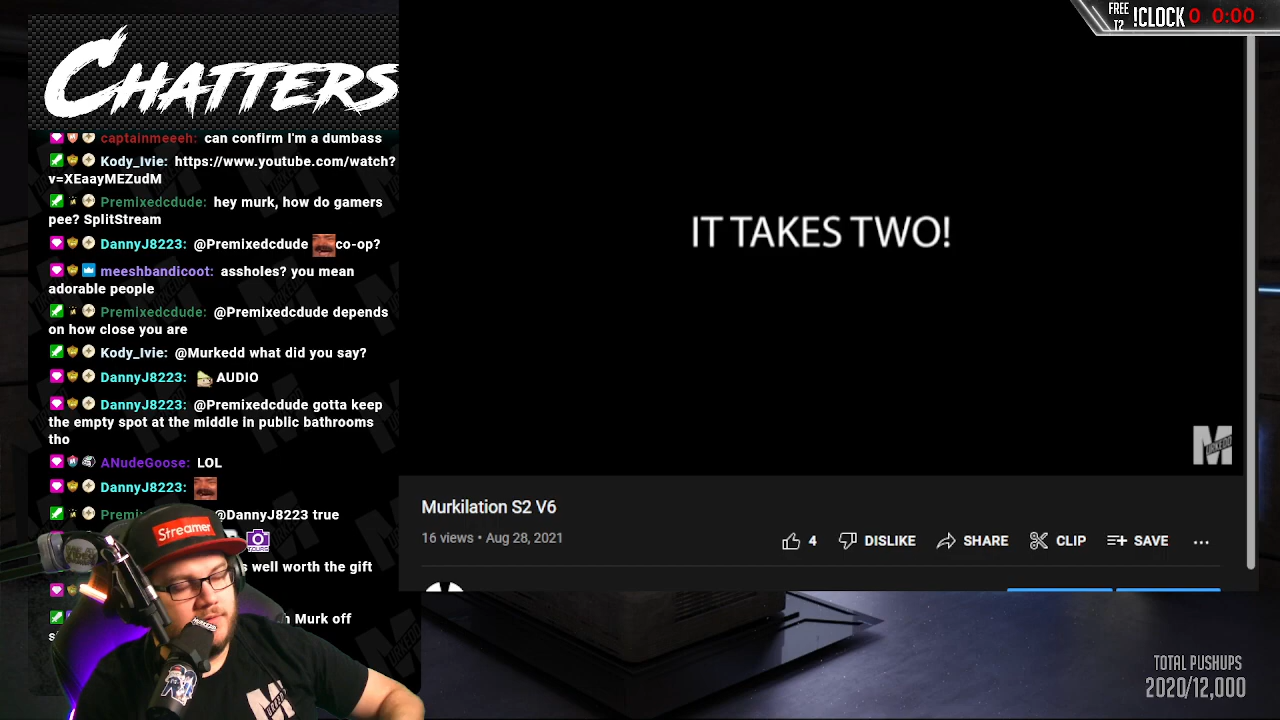 CHATTERS
captainmeeeh: can confirm I'm a dumbass
Kody_Ivie: https://www.youtube.com/watch?
v=XEaayMEZudM
Premixedcdude: hey murk, how do gamers
pee? SplitStream
DannyJ8223: @Premixedcdude co-op?
meeshbandicoot: assholes? you mean
adorable people
Premixedcdude: @Premixedcdude depends
on how close you are
Kody_Ivie: @Murkedd what did you say?
DannyJ8223: AUDIO
DannyJ8223: @Premixedcdude gotta keep
the empty spot at the middle in public bathrooms
tho
ANudeGoose: LOL
DannyJ8223:
@DannyJ8223 true
well worth the gift
Murk off
Streamer
IT TAKES TWO!
MURKEDD
Murkilation S2 V6
16 views • Aug 28, 2021
4 DISLIKE SHARE CLIP SAVE
FREE
12
!CLOCK 0 0:00
TOTAL PUSHUPS
2020/12,000